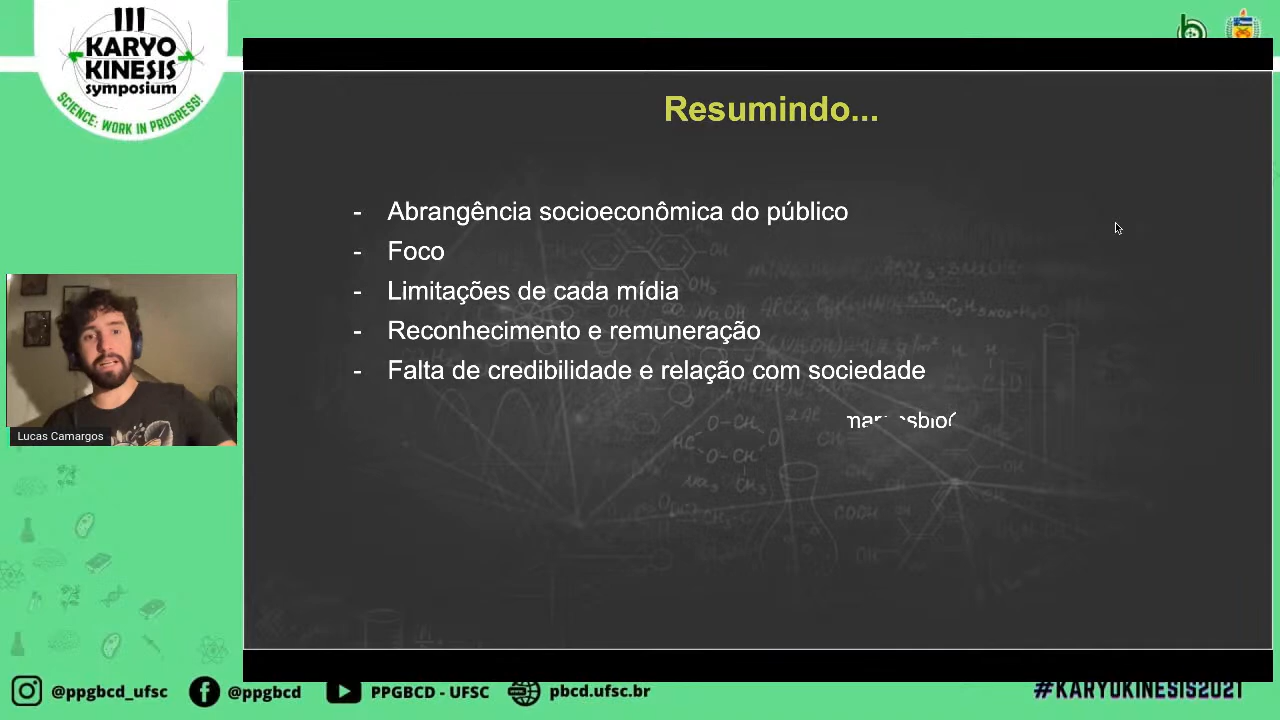 III
KARYO
KINESIS
symposium
SCIENCE: WORK IN PROGRESS!
Resumindo...
- Abrangência socioeconômica do público
- Foco
- Limitações de cada mídia
- Reconhecimento e remuneração
- Falta de credibilidade e relação com sociedade
Lucas Camargos
@ppgbcd_ufsc @ppgbcd PPGBCD - UFSC pbcd.ufsc.br #KARYOKINESIS2021